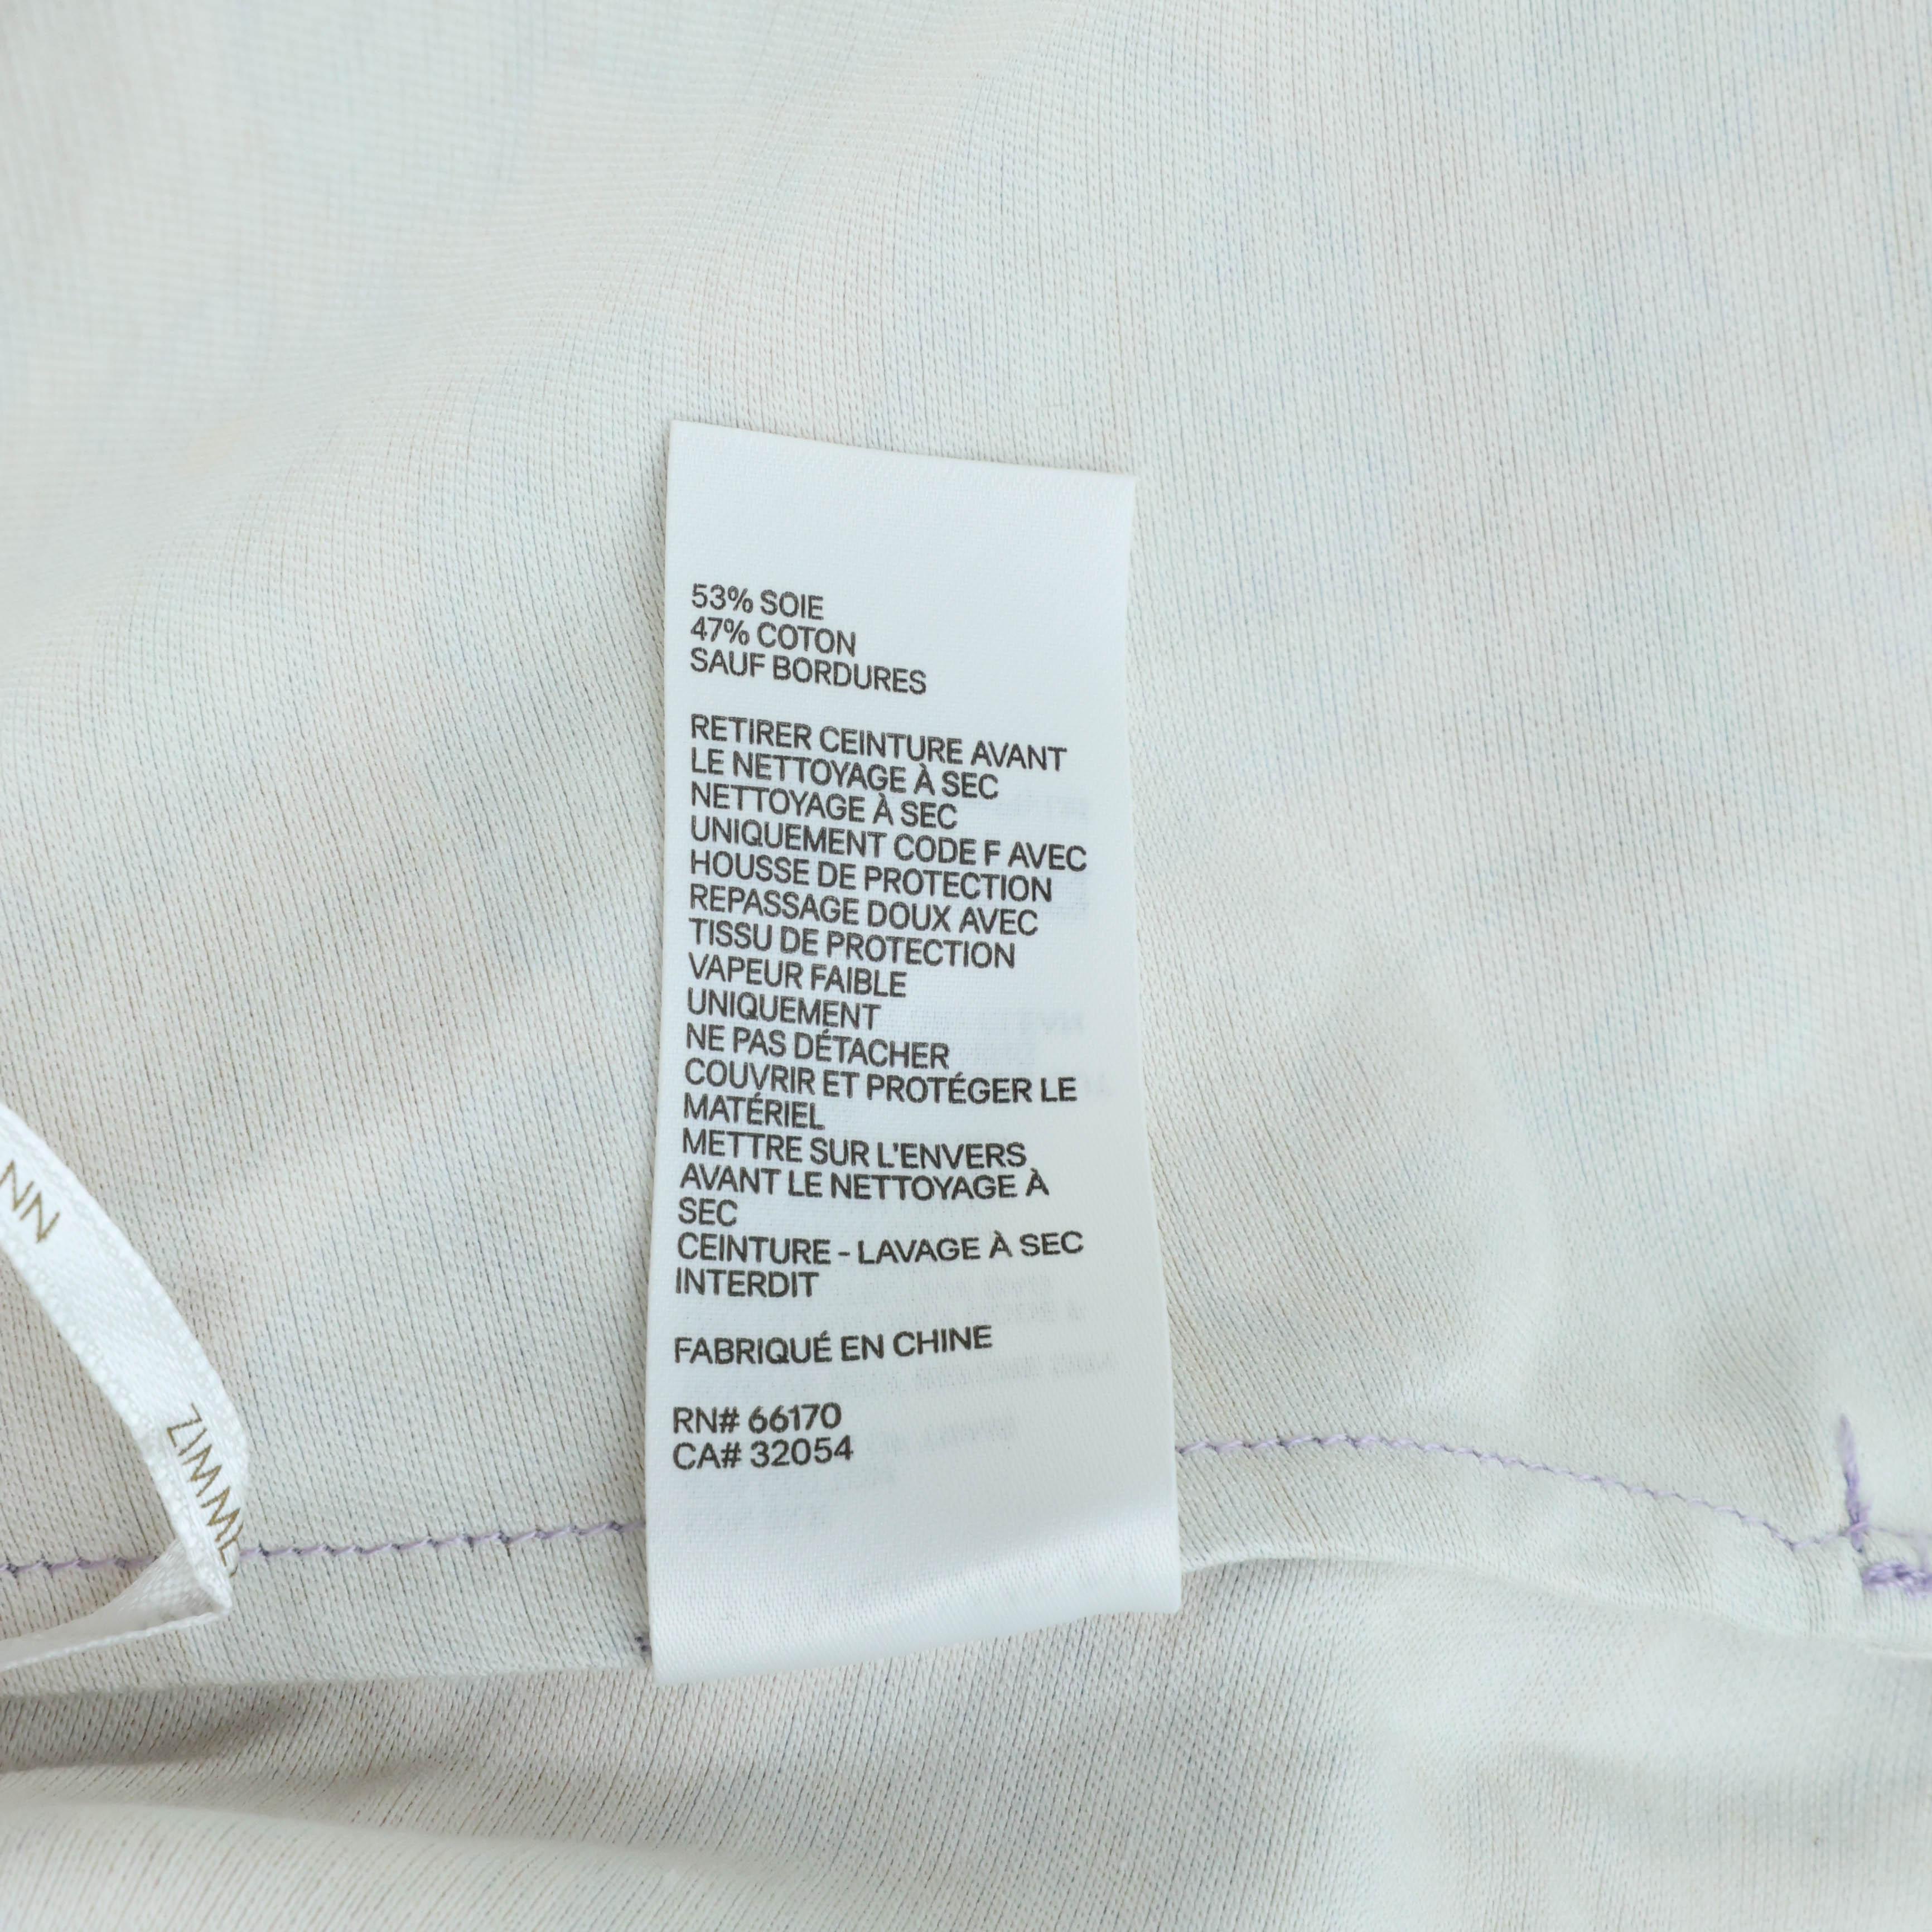 53% SOIE
47% COTON
SAUF BORDURES
RETIRER CEINTURE AVANT
LE NETTOYAGE À SEC
NETTOYAGE À SEC
UNIQUEMENT CODE F AVEC
HOUSSE DE PROTECTION
REPASSAGE DOUX AVEC
TISSU DE PROTECTION
VAPEUR FAIBLE
UNIQUEMENT
NE PAS DÉTACHER
COUVRIR ET PROTÉGER LE
MATÉRIEL
METTRE SUR L'ENVERS
AVANT LE NETTOYAGE À
SEC
CEINTURE - LAVAGE À SEC
INTERDIT
FABRIQUÉ EN CHINE
RN# 66170
CA# 32054
NN
ZIMME